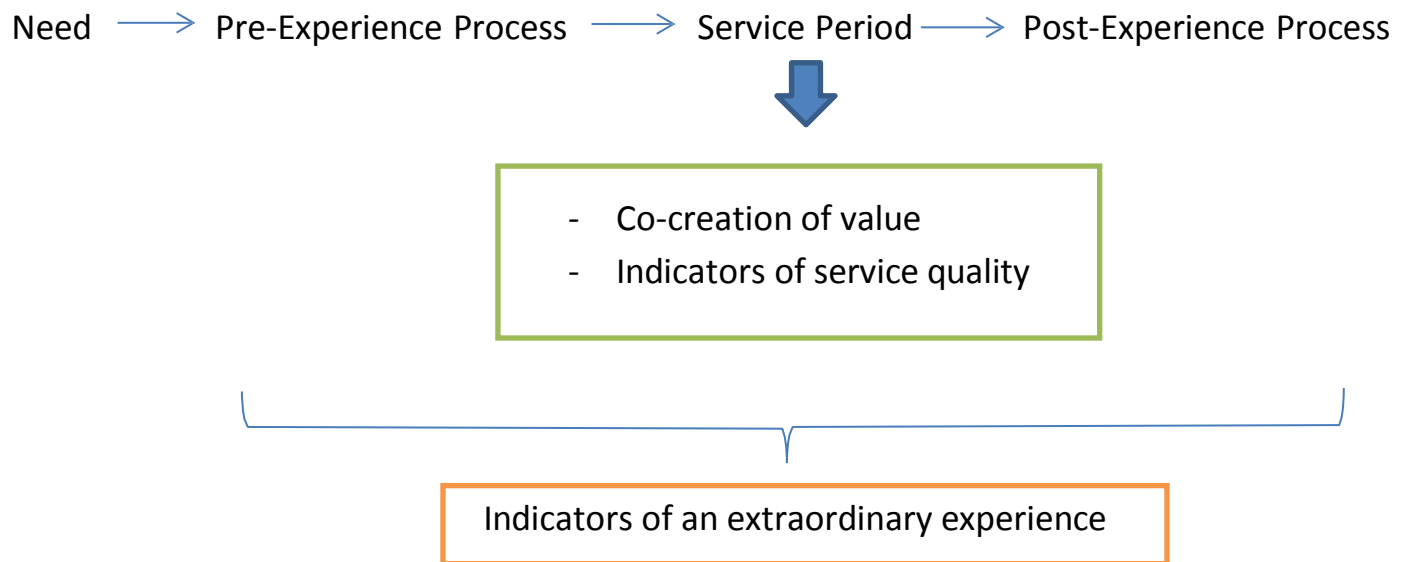 Need Pre-Experience Process Service Period Post-Experience Process
- Co-creation of value
- Indicators of service quality
Indicators of an extraordinary experience